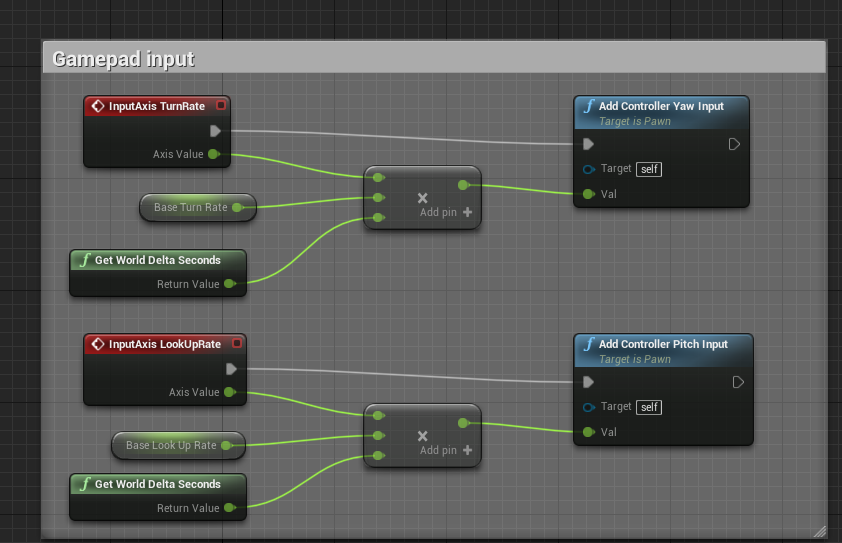 Gamepad input
InputAxis TurnRate
Axis Value
Base Turn Rate
f Get World Delta Seconds
Return Value
Add pin +
f Add Controller Yaw Input
Target is Pawn
Target self
Val
InputAxis LookUpRate
Axis Value
Base Look Up Rate
f Get World Delta Seconds
Return Value
Add pin +
f Add Controller Pitch Input
Target is Pawn
Target self
Val